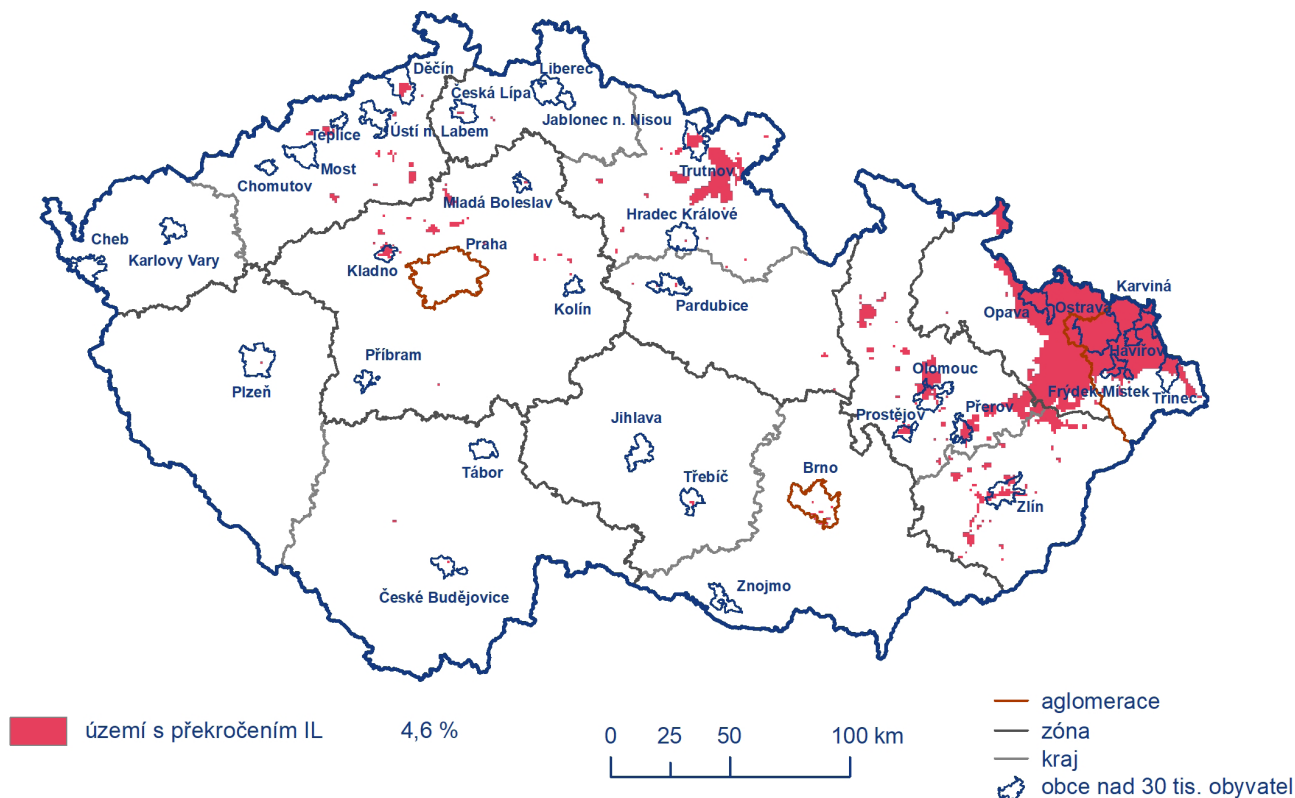 Děčín
Liberec
Česká Lípa
Jablonec n. Nisou
Teplice
Ústí n. Labem
Most
Chomutov
Trutnov
Mladá Boleslav
Hradec Králové
Cheb
Karlovy Vary
Praha
Kladno
Kolín
Pardubice
Karviná
Opava
Ostrava
Havířov
Příbram
Plzeň
Olomouc
Frýdek-Místek
Třinec
Prostějov
Přerov
Jihlava
Tábor
Třebíč
Brno
Zlín
České Budějovice
Znojmo
území s překročením IL 4,6 %
0 25 50 100 km
aglomerace
zóna
kraj
obce nad 30 tis. obyvatel